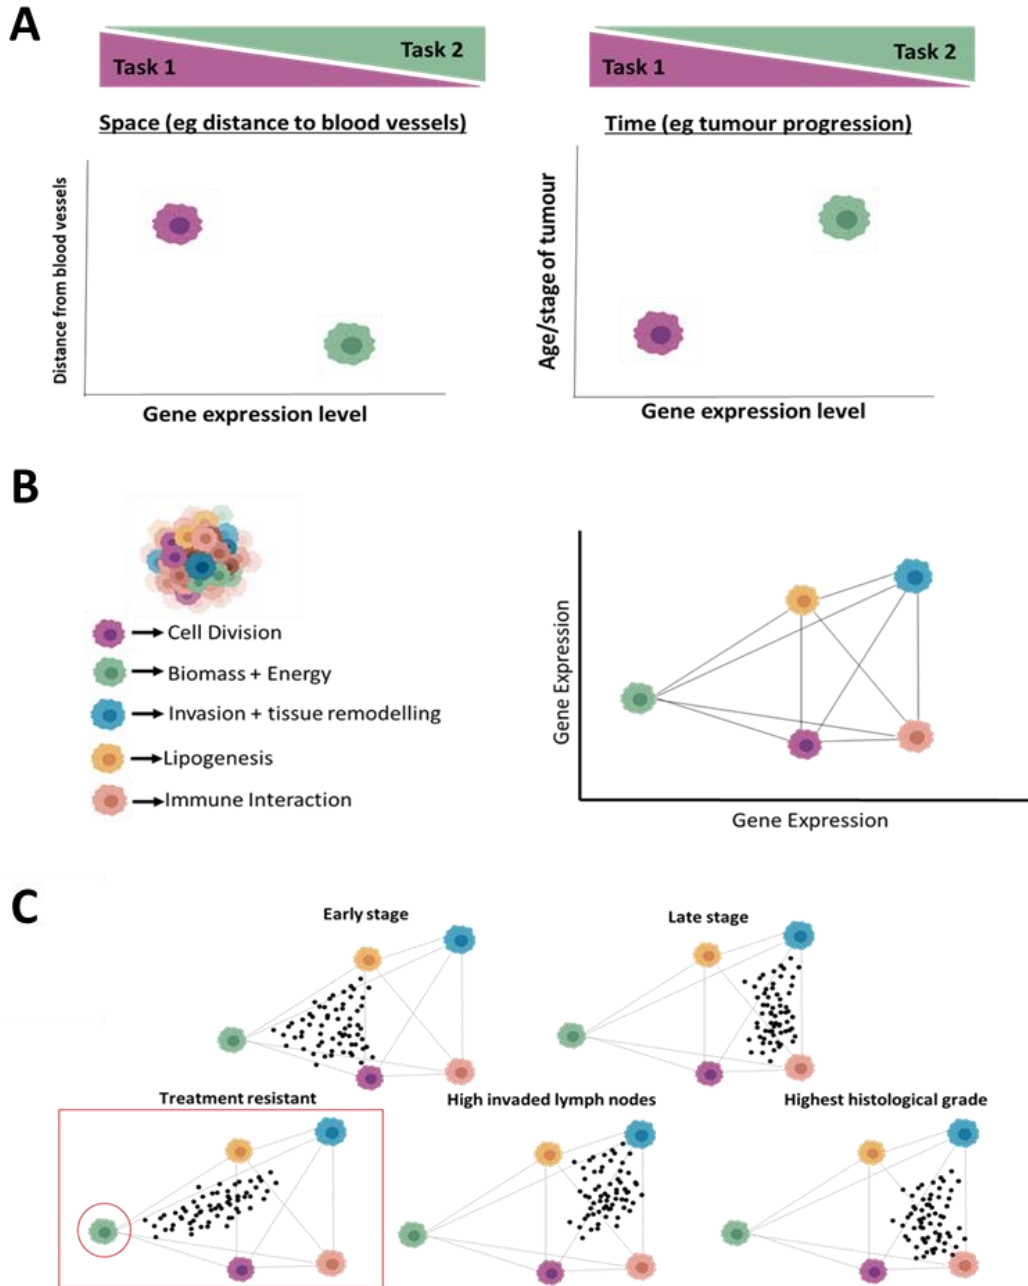 A
Task 1
Task 2
Space (eg distance to blood vessels)
Distance from blood vessels
Gene expression level
Task 1
Task 2
Time (eg tumour progression)
Age/stage of tumour
Gene expression level
B
Cell Division
Biomass + Energy
Invasion + tissue remodelling
Lipogenesis
Immune Interaction
Gene Expression
Gene Expression
C
Early stage
Late stage
Treatment resistant
High invaded lymph nodes
Highest histological grade